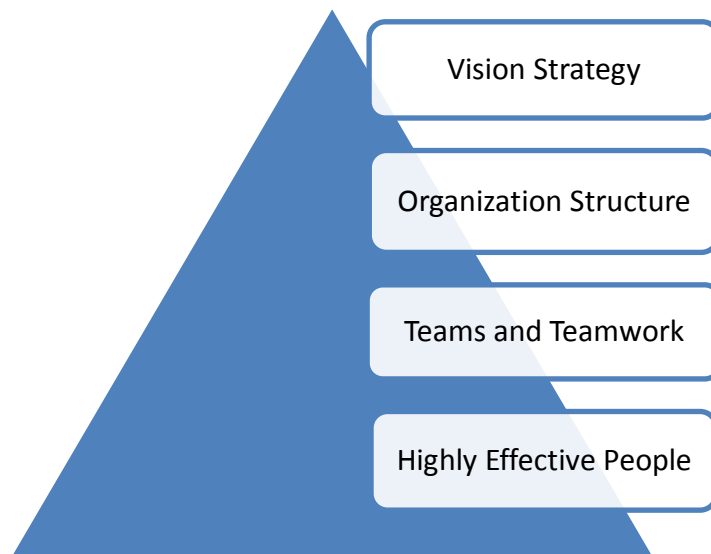 Vision Strategy
Organization Structure
Teams and Teamwork
Highly Effective People